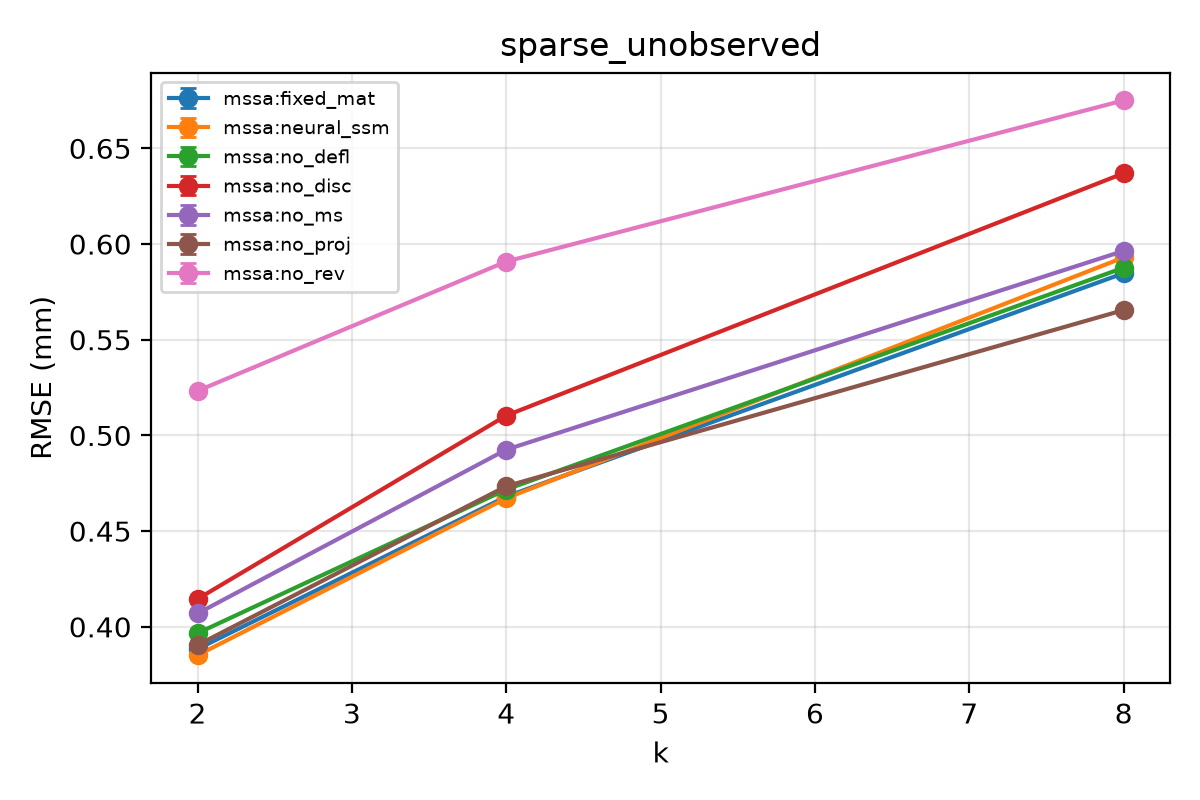 sparse_unobserved
mssa:fixed_mat
mssa:neural_ssm
mssa:no_defl
mssa:no_disc
mssa:no_ms
mssa:no_proj
mssa:no_rev
RMSE (mm)
0.65
0.60
0.55
0.50
0.45
0.40
2 3 4 5 6 7 8
k